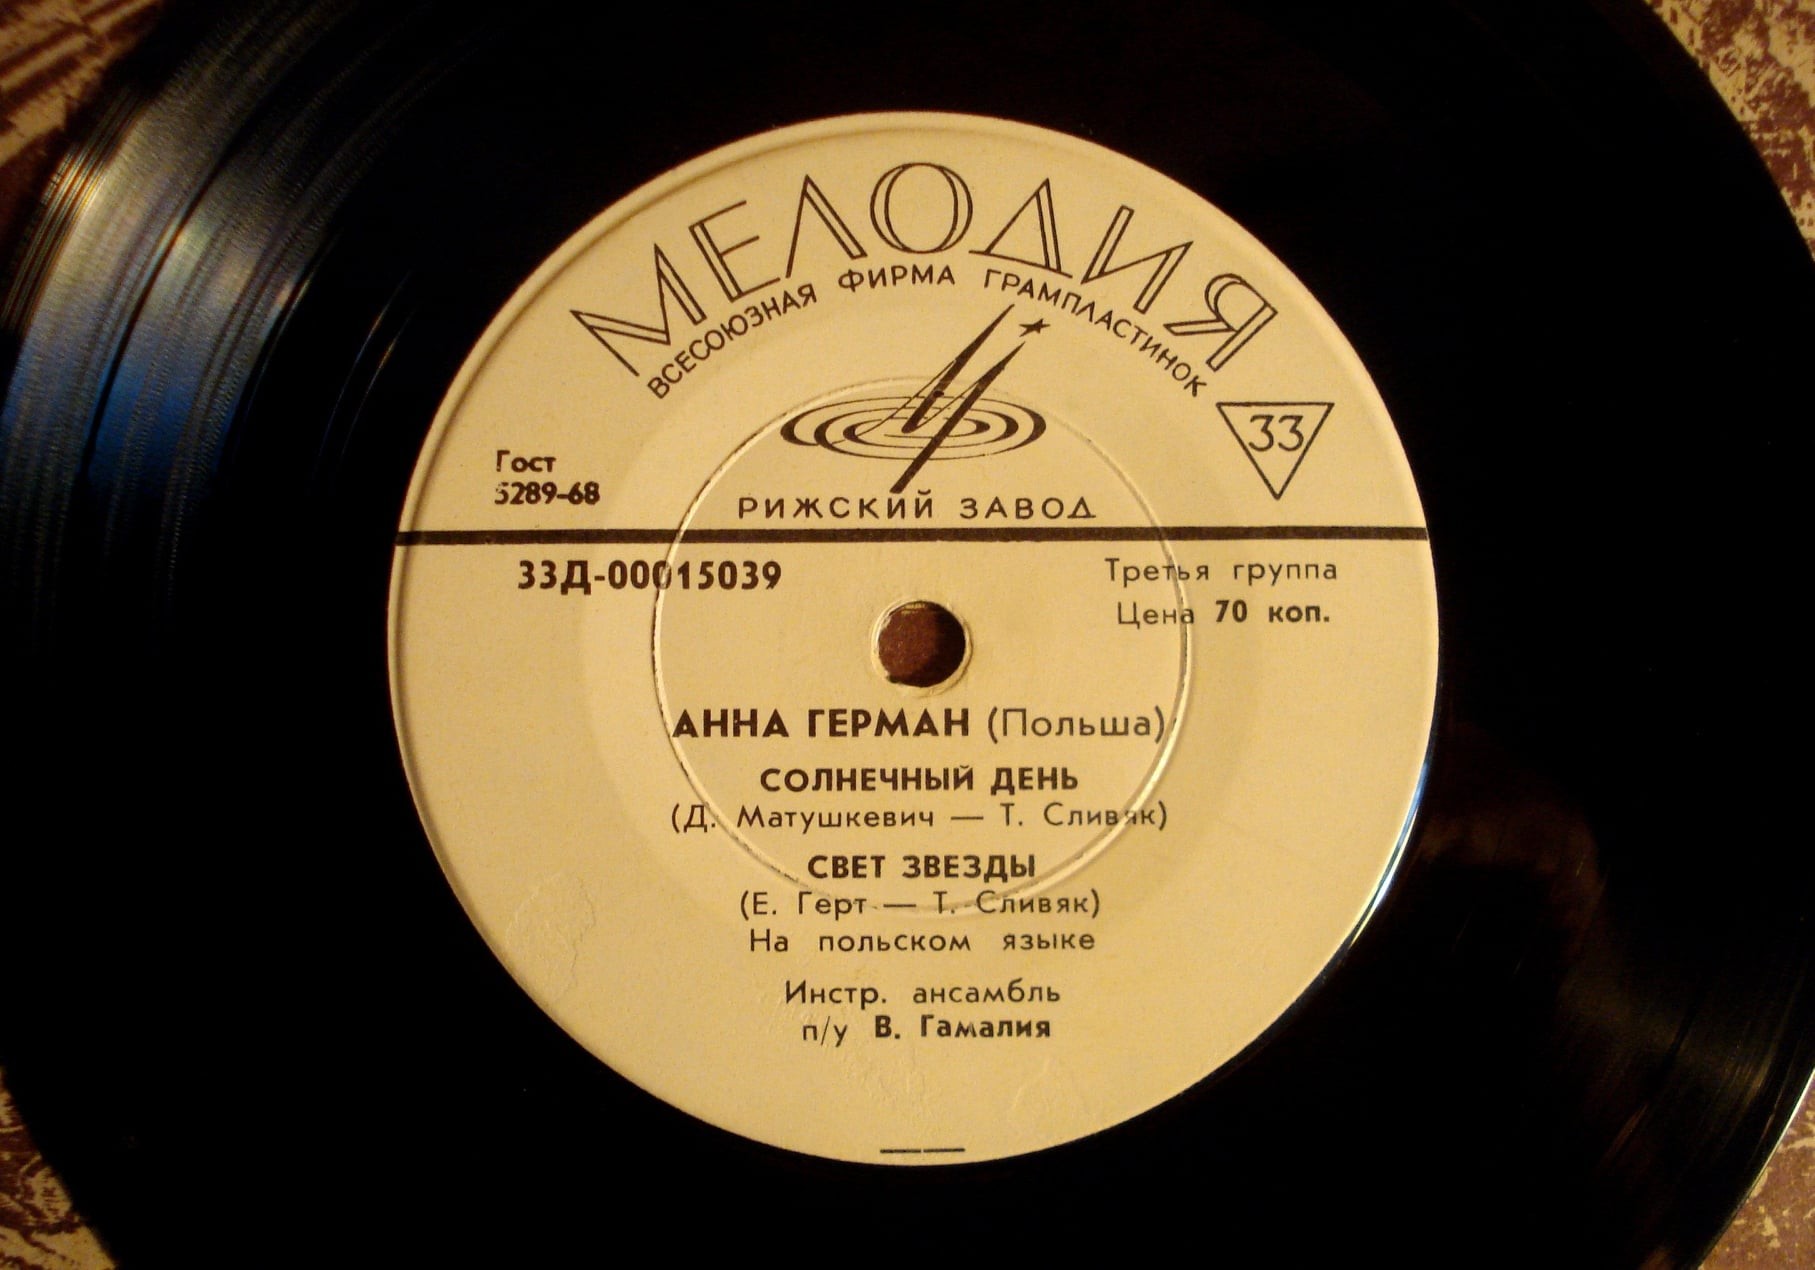 МЕЛОДИЯ
ВСЕСОЮЗНАЯ ФИРМА ГРАМПЛАСТИНОК
33
Гост
5289-68
РИЖСКИЙ ЗАВОД
33Д-00015039
Третья группа
Цена 70 коп.
АННА ГЕРМАН (Польша)
СОЛНЕЧНЫЙ ДЕНЬ
(Д. Матушкевич — Т. Сливяк)
СВЕТ ЗВЕЗДЫ
(Е. Герт — Т. Сливяк)
На польском языке
Инстр. ансамбль
п/у В. Гамалия